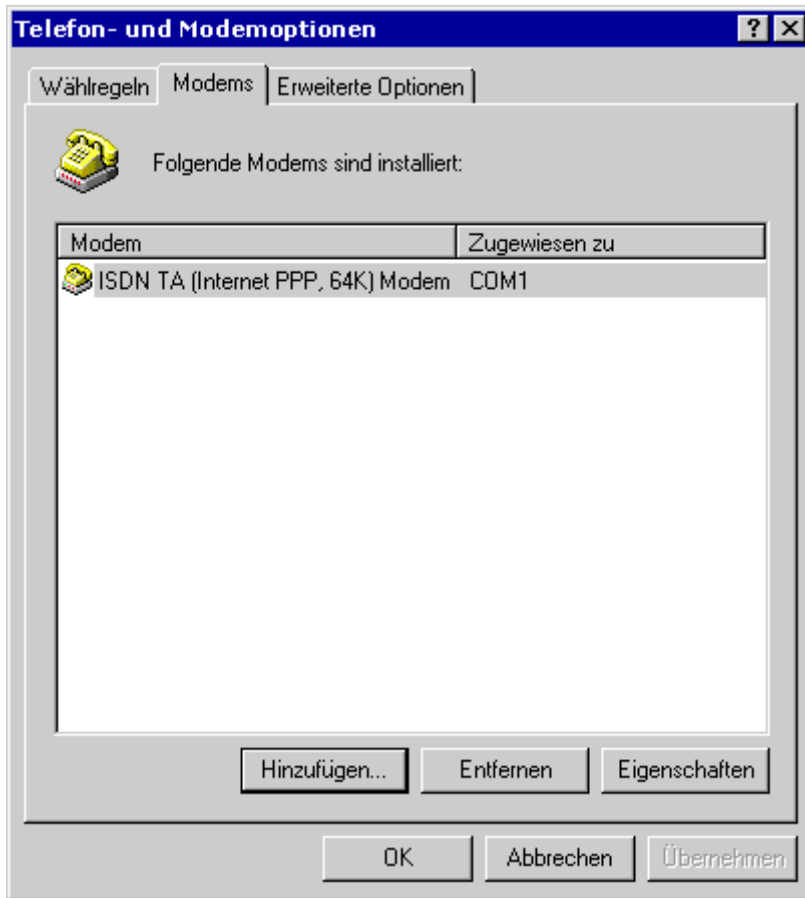 Telefon- und Modemoptionen
Wählregeln Modems Erweiterte Optionen
Folgende Modems sind installiert:
Modem Zugewiesen zu
ISDN TA (Internet PPP, 64K) Modem COM1
Hinzufügen... Entfernen Eigenschaften
OK Abbrechen Übernehmen